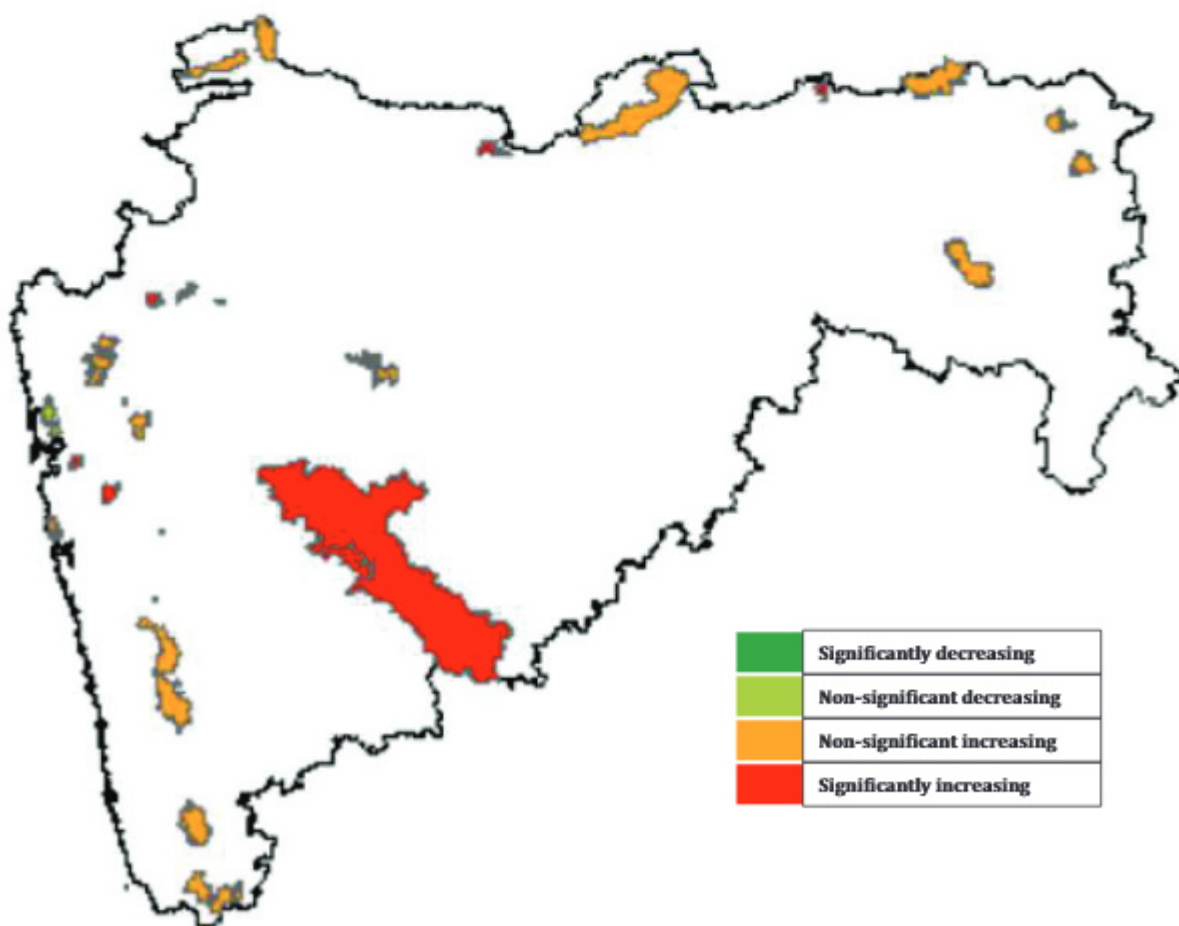 Significantly decreasing
Non-significant decreasing
Non-significant increasing
Significantly increasing